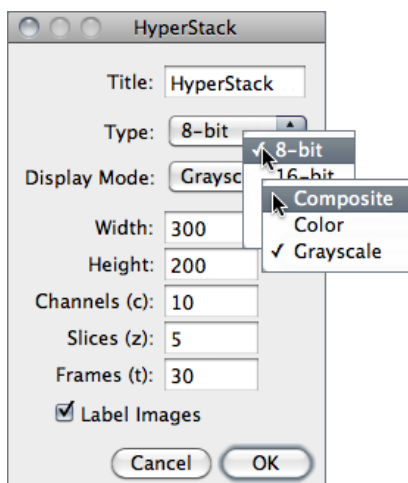 HyperStack
Title: HyperStack
Type: 8-bit
✓ 8-bit
16-bit
Display Mode: Graysc
Composite
Color
✓ Grayscale
Width: 300
Height: 200
Channels (c): 10
Slices (z): 5
Frames (t): 30
Label Images
Cancel OK